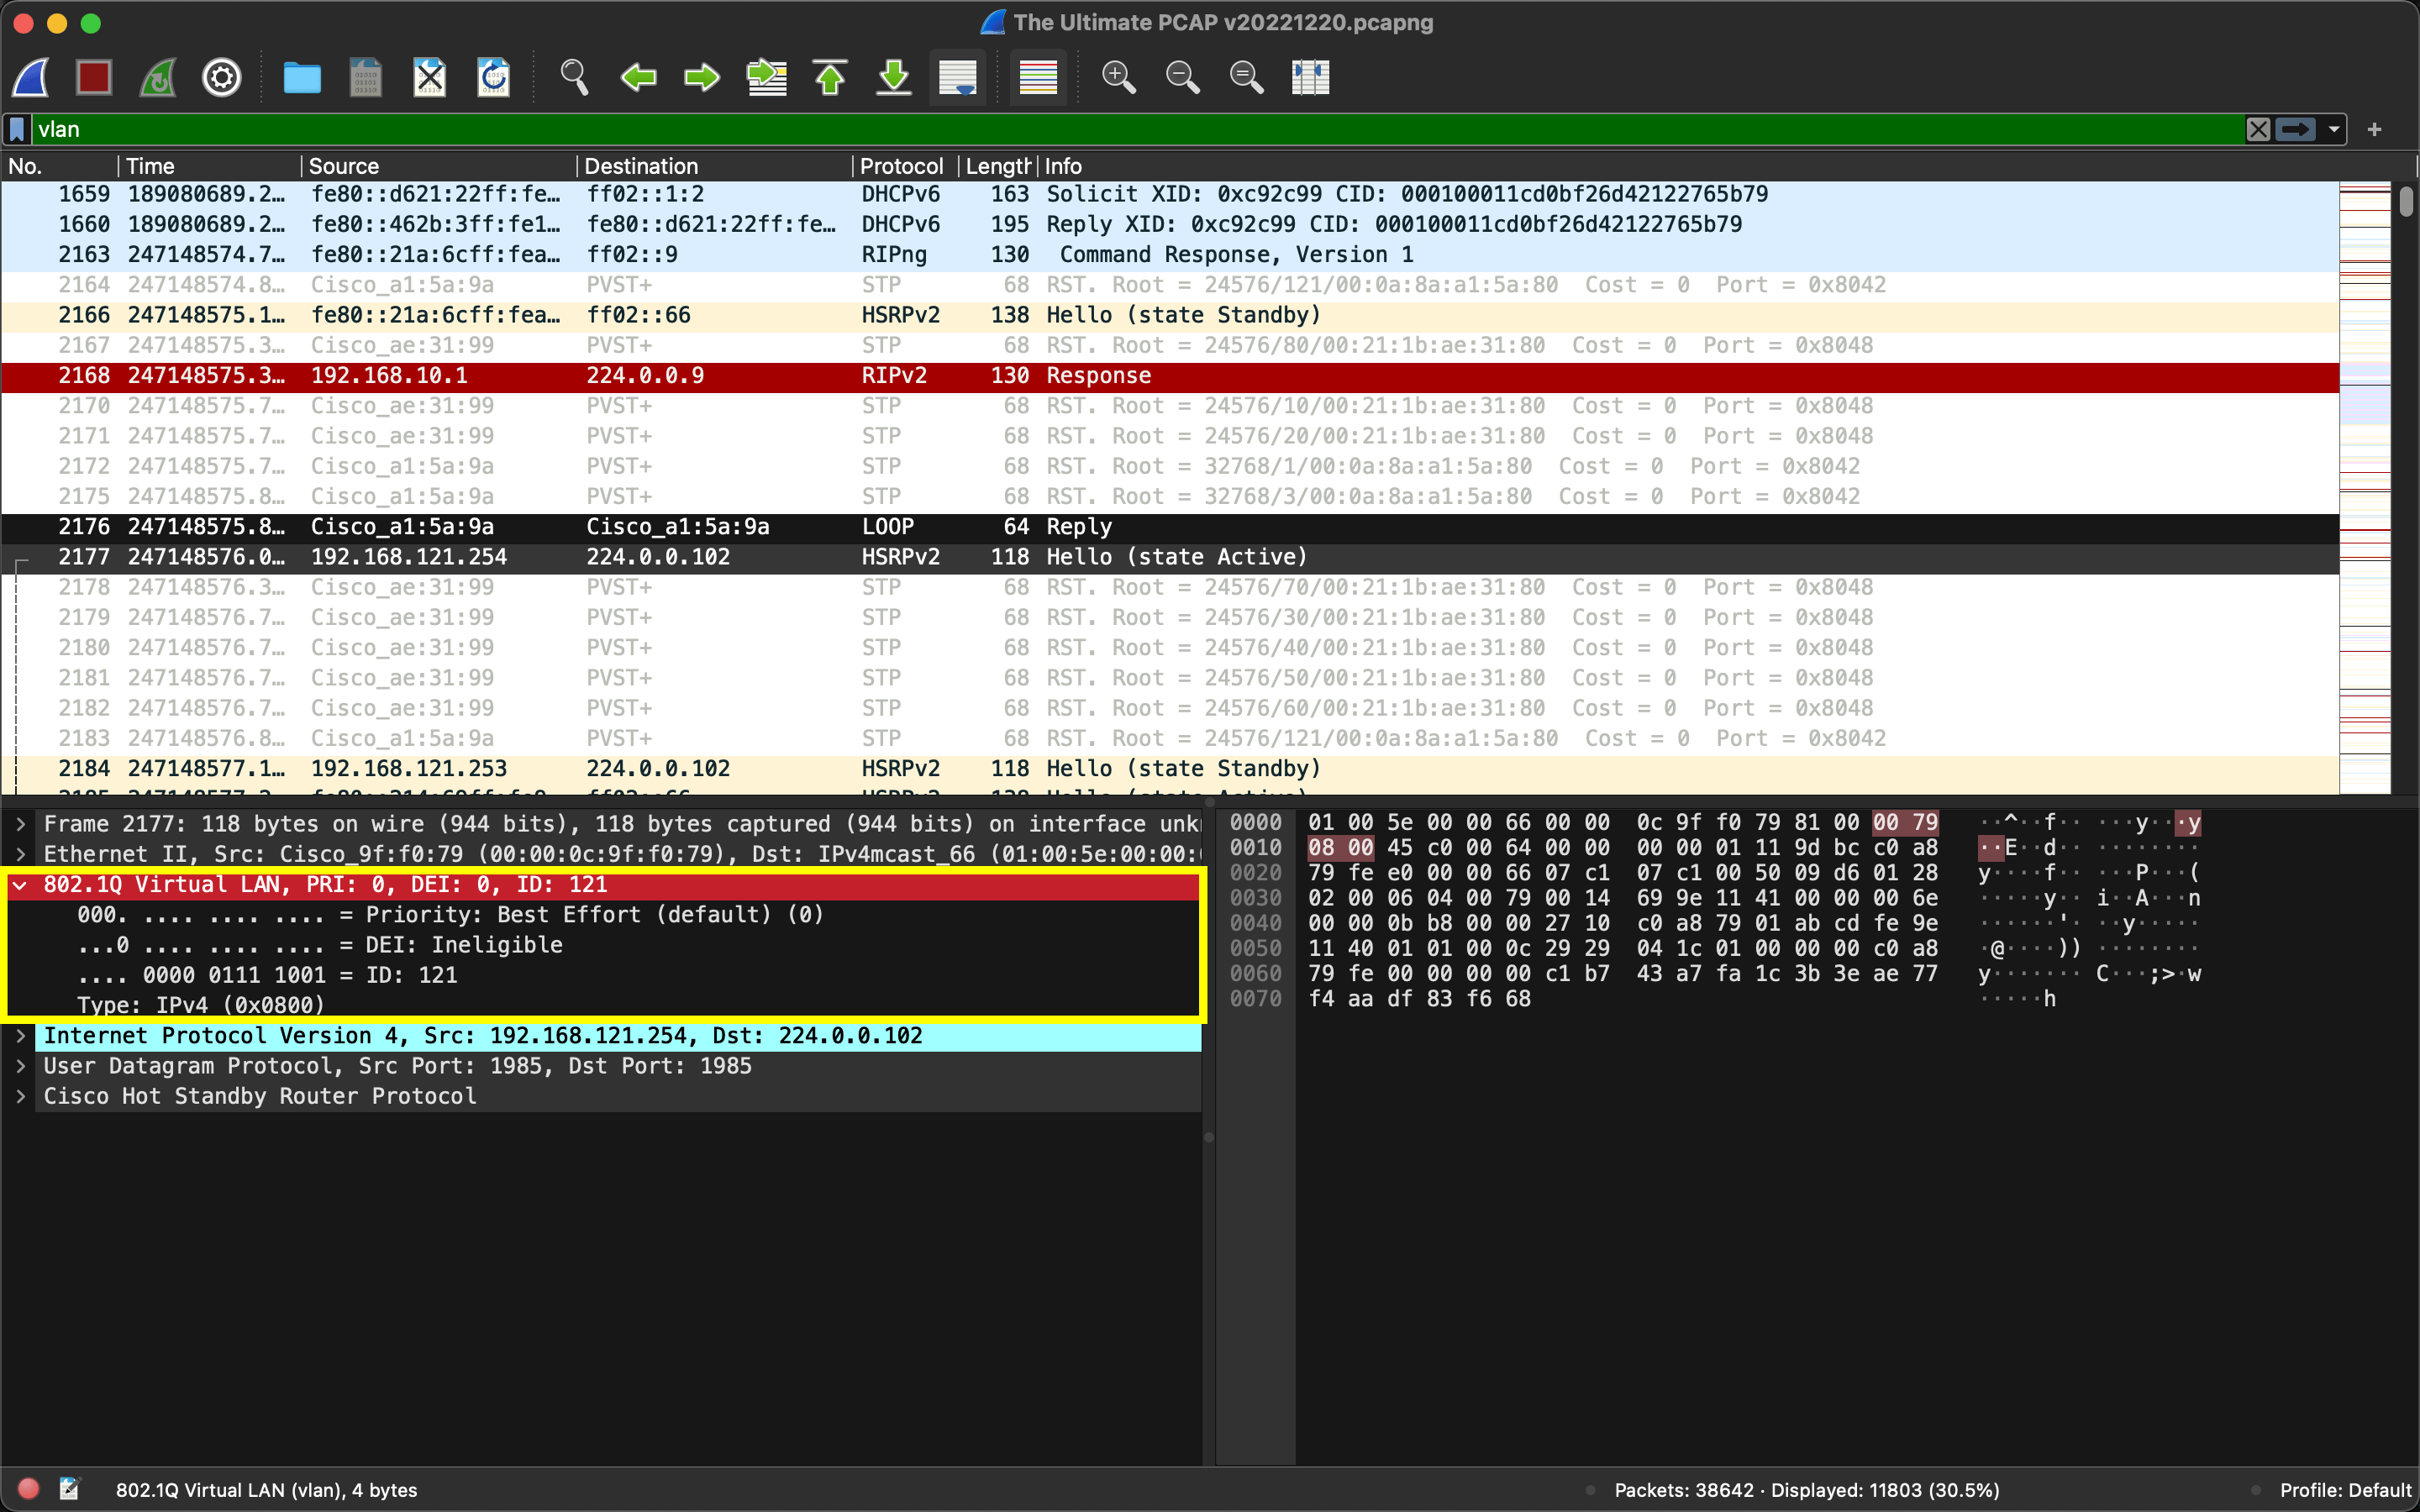 The Ultimate PCAP v20221220.pcapng
vlan
No. Time Source Destination Protocol Length Info
1659 189080689.2… fe80::d621:22ff:fe… ff02::1:2 DHCPv6 163 Solicit XID: 0xc92c99 CID: 000100011cd0bf26d42122765b79
1660 189080689.2… fe80::462b:3ff:fe1… fe80::d621:22ff:fe… DHCPv6 195 Reply XID: 0xc92c99 CID: 000100011cd0bf26d42122765b79
2163 247148574.7… fe80::21a:6cff:fea… ff02::9 RIPng 130 Command Response, Version 1
2164 247148574.8… Cisco_a1:5a:9a PVST+ STP 68 RST. Root = 24576/121/00:0a:8a:a1:5a:80 Cost = 0 Port = 0x8042
2166 247148575.1… fe80::21a:6cff:fea… ff02::66 HSRPv2 138 Hello (state Standby)
2167 247148575.3… Cisco_ae:31:99 PVST+ STP 68 RST. Root = 24576/80/00:21:1b:ae:31:80 Cost = 0 Port = 0x8048
2168 247148575.3… 192.168.10.1 224.0.0.9 RIPv2 130 Response
2170 247148575.7… Cisco_ae:31:99 PVST+ STP 68 RST. Root = 24576/10/00:21:1b:ae:31:80 Cost = 0 Port = 0x8048
2171 247148575.7… Cisco_ae:31:99 PVST+ STP 68 RST. Root = 24576/20/00:21:1b:ae:31:80 Cost = 0 Port = 0x8048
2172 247148575.7… Cisco_a1:5a:9a PVST+ STP 68 RST. Root = 32768/1/00:0a:8a:a1:5a:80 Cost = 0 Port = 0x8042
2175 247148575.8… Cisco_a1:5a:9a PVST+ STP 68 RST. Root = 32768/3/00:0a:8a:a1:5a:80 Cost = 0 Port = 0x8042
2176 247148575.8… Cisco_a1:5a:9a Cisco_a1:5a:9a LOOP 64 Reply
2177 247148576.0… 192.168.121.254 224.0.0.102 HSRPv2 118 Hello (state Active)
2178 247148576.3… Cisco_ae:31:99 PVST+ STP 68 RST. Root = 24576/70/00:21:1b:ae:31:80 Cost = 0 Port = 0x8048
2179 247148576.7… Cisco_ae:31:99 PVST+ STP 68 RST. Root = 24576/30/00:21:1b:ae:31:80 Cost = 0 Port = 0x8048
2180 247148576.7… Cisco_ae:31:99 PVST+ STP 68 RST. Root = 24576/40/00:21:1b:ae:31:80 Cost = 0 Port = 0x8048
2181 247148576.7… Cisco_ae:31:99 PVST+ STP 68 RST. Root = 24576/50/00:21:1b:ae:31:80 Cost = 0 Port = 0x8048
2182 247148576.7… Cisco_ae:31:99 PVST+ STP 68 RST. Root = 24576/60/00:21:1b:ae:31:80 Cost = 0 Port = 0x8048
2183 247148576.8… Cisco_a1:5a:9a PVST+ STP 68 RST. Root = 24576/121/00:0a:8a:a1:5a:80 Cost = 0 Port = 0x8042
2184 247148577.1… 192.168.121.253 224.0.0.102 HSRPv2 118 Hello (state Standby)
Frame 2177: 118 bytes on wire (944 bits), 118 bytes captured (944 bits) on interface unk
Ethernet II, Src: Cisco_9f:f0:79 (00:00:0c:9f:f0:79), Dst: IPv4mcast_66 (01:00:5e:00:00:
802.1Q Virtual LAN, PRI: 0, DEI: 0, ID: 121
000. .... .... .... = Priority: Best Effort (default) (0)
...0 .... .... .... = DEI: Ineligible
.... 0000 0111 1001 = ID: 121
Type: IPv4 (0x0800)
Internet Protocol Version 4, Src: 192.168.121.254, Dst: 224.0.0.102
User Datagram Protocol, Src Port: 1985, Dst Port: 1985
Cisco Hot Standby Router Protocol
0000 01 00 5e 00 00 66 00 00 0c 9f f0 79 81 00 00 79 ··^··f·· ···y···y
0010 08 00 45 c0 00 64 00 00 00 00 01 11 9d bc c0 a8 ··E··d·· ········
0020 79 fe e0 00 00 66 07 c1 07 c1 00 50 09 d6 01 28 y····f·· ···P···(
0030 02 00 06 04 00 79 00 14 69 9e 11 41 00 00 00 6e ·····y·· i··A···n
0040 00 00 0b b8 00 00 27 10 c0 a8 79 01 ab cd fe 9e ······'· ··y·····
0050 11 40 01 01 00 0c 29 29 04 1c 01 00 00 00 c0 a8 ·@····)) ········
0060 79 fe 00 00 00 00 c1 b7 43 a7 fa 1c 3b 3e ae 77 y······· C···;>·w
0070 f4 aa df 83 f6 68 ·····h
802.1Q Virtual LAN (vlan), 4 bytes
Packets: 38642 · Displayed: 11803 (30.5%)
Profile: Default